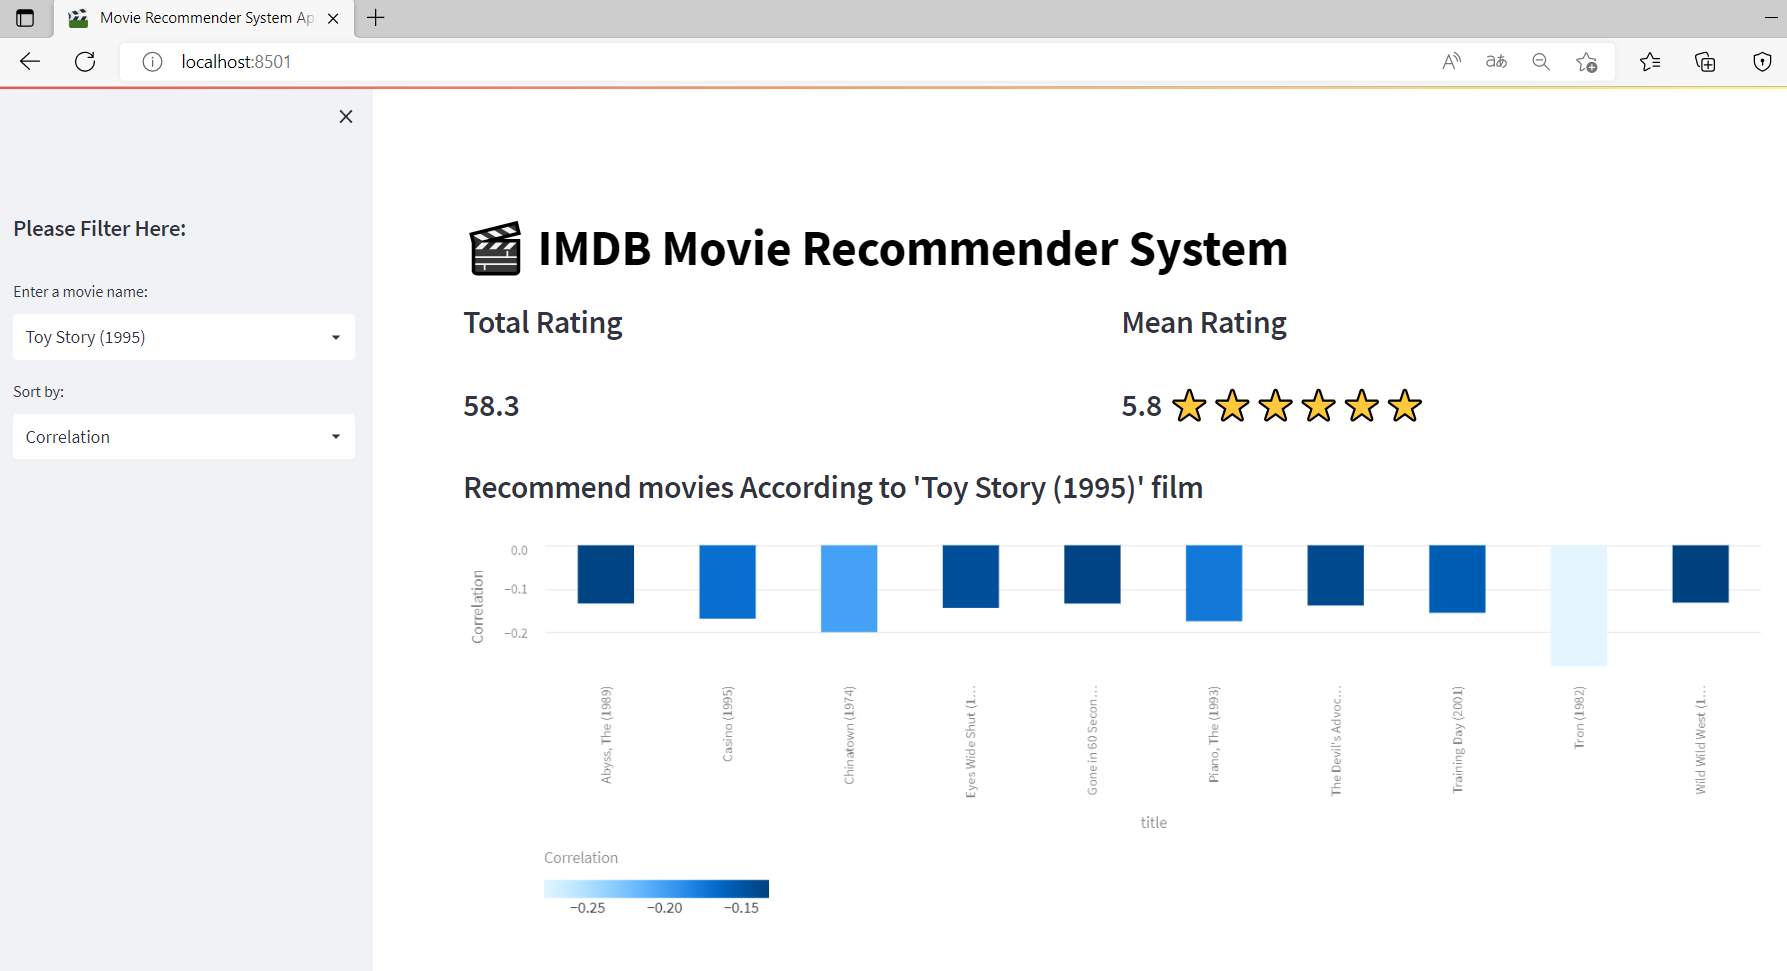 Movie Recommender System Ap
localhost:8501
Please Filter Here:
Enter a movie name:
Toy Story (1995)
Sort by:
Correlation
IMDB Movie Recommender System
Total Rating
Mean Rating
58.3
5.8
Recommend movies According to 'Toy Story (1995)' film
Correlation
0.0
−0.1
−0.2
Abyss, The (1989)
Casino (1995)
Chinatown (1974)
Eyes Wide Shut (1…
Gone in 60 Secon…
Piano, The (1993)
The Devil's Advoc…
Training Day (2001)
Tron (1982)
Wild Wild West (1…
title
Correlation
−0.25
−0.20
−0.15